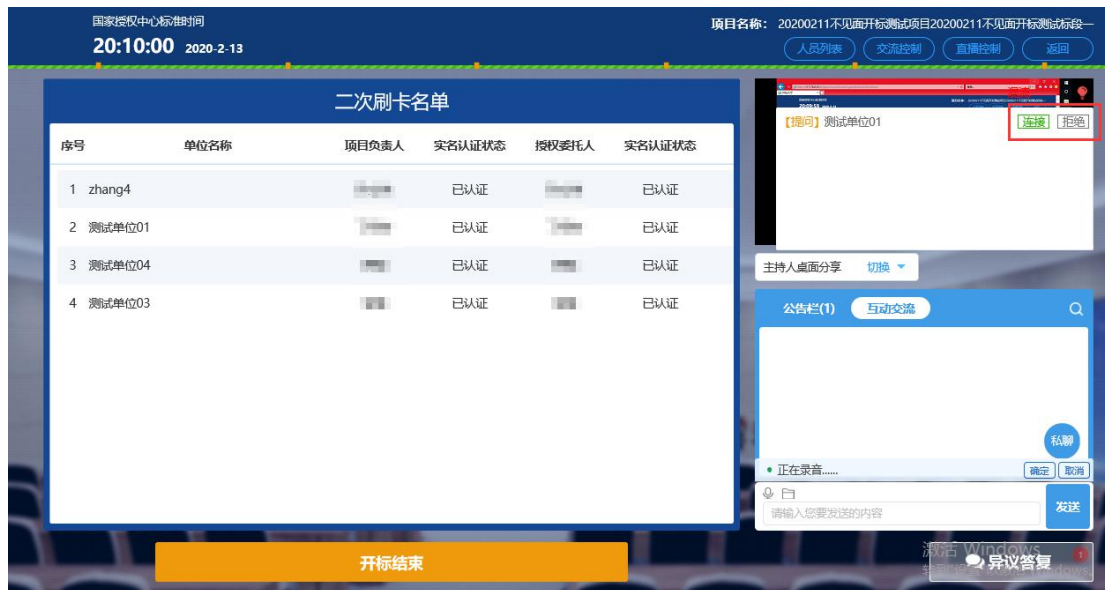 国家授权中心标准时间
20:10:00 2020-2-13
项目名称: 20200211不见面开标测试项目20200211不见面开标测试标段一
人员列表 交流控制 直播控制 返回
二次刷卡名单
序号 单位名称 项目负责人 实名认证状态 授权委托人 实名认证状态
1 zhang4 已认证 已认证
2 测试单位01 已认证 已认证
3 测试单位04 已认证 已认证
4 测试单位03 已认证 已认证
【提问】测试单位01 连接 拒绝
主持人桌面分享 切换
公告栏(1) 互动交流
私聊
正在录音...... 确定 取消
请输入您要发送的内容
发送
开标结束
激活 Windows
异议答复 1